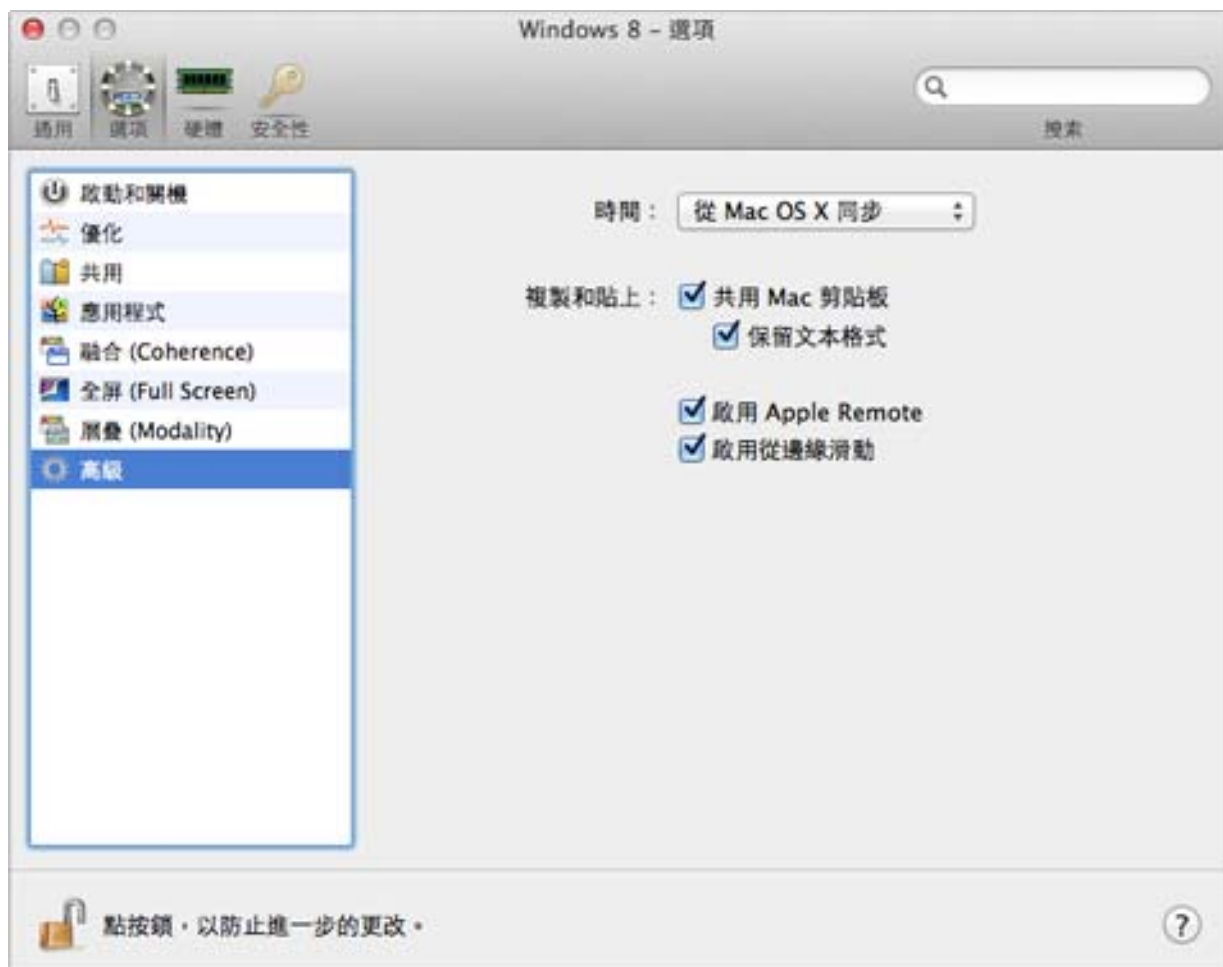 Windows 8 – 選項
通用 選項 硬體 安全性
搜索
啟動和關機
優化
共用
應用程式
融合 (Coherence)
全屏 (Full Screen)
層疊 (Modality)
高級
時間： 從 Mac OS X 同步
複製和貼上： 共用 Mac 剪貼板
保留文本格式
啟用 Apple Remote
啟用從邊緣滑動
點按鎖，以防止進一步的更改。
?